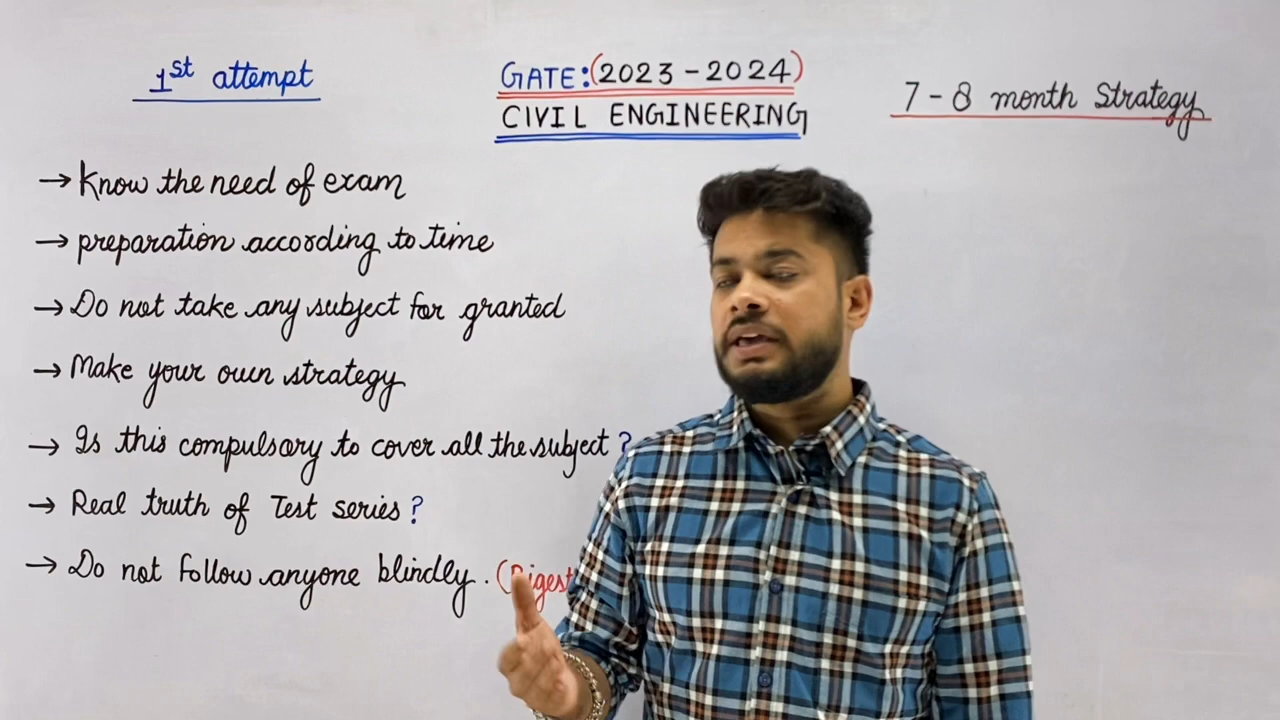 1st attempt
GATE: (2023-2024)
CIVIL ENGINEERING
7-8 month Strategy
→ Know the need of exam
→ preparation according to time
→ Do not take any subject for granted
→ Make your own strategy
→ Is this compulsory to cover all the subject ?
→ Real truth of Test series ?
→ Do not follow anyone blindly.